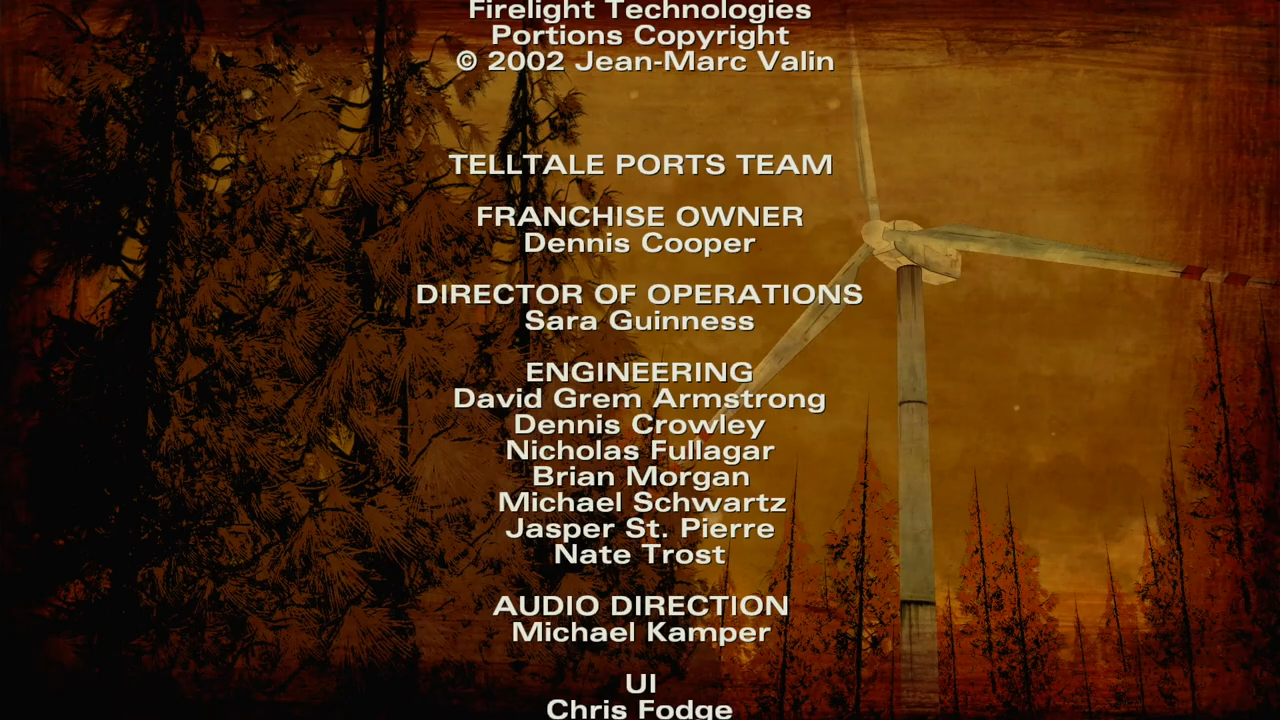 Firelight Technologies
Portions Copyright
© 2002 Jean-Marc Valin
TELLTALE PORTS TEAM
FRANCHISE OWNER
Dennis Cooper
DIRECTOR OF OPERATIONS
Sara Guinness
ENGINEERING
David Grem Armstrong
Dennis Crowley
Nicholas Fullagar
Brian Morgan
Michael Schwartz
Jasper St. Pierre
Nate Trost
AUDIO DIRECTION
Michael Kamper
UI
Chris Fodge